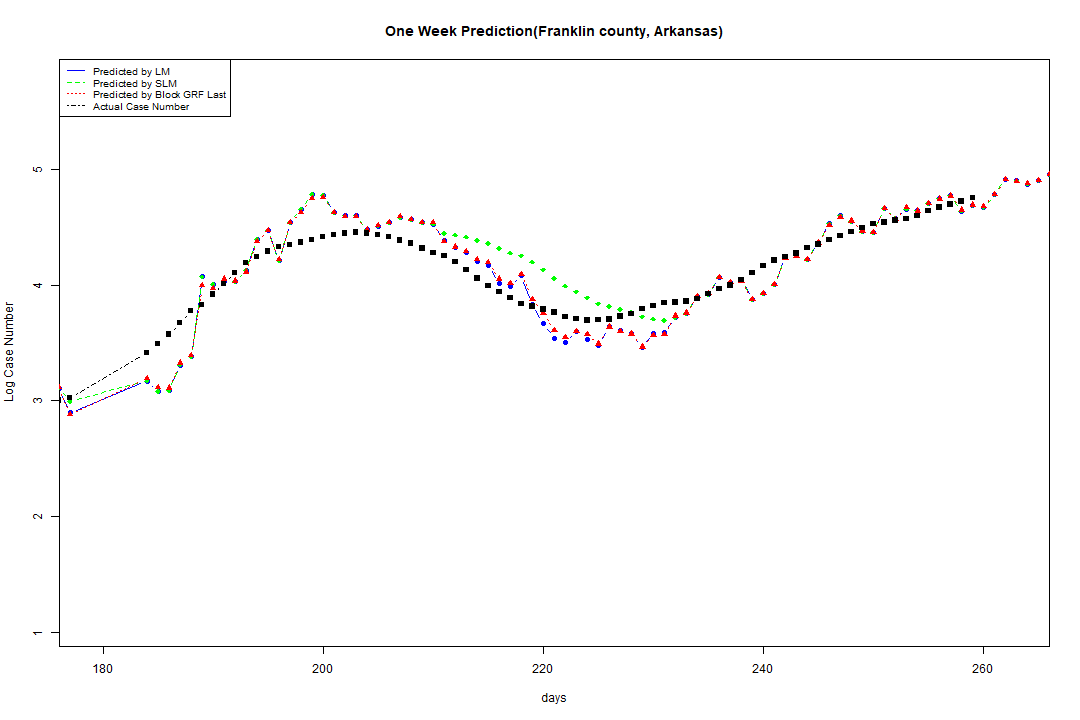 One Week Prediction(Franklin county, Arkansas)
Predicted by LM
Predicted by SLM
Predicted by Block GRF Last
Actual Case Number
5
4
3
2
1
Log Case Number
180 200 220 240 260
days